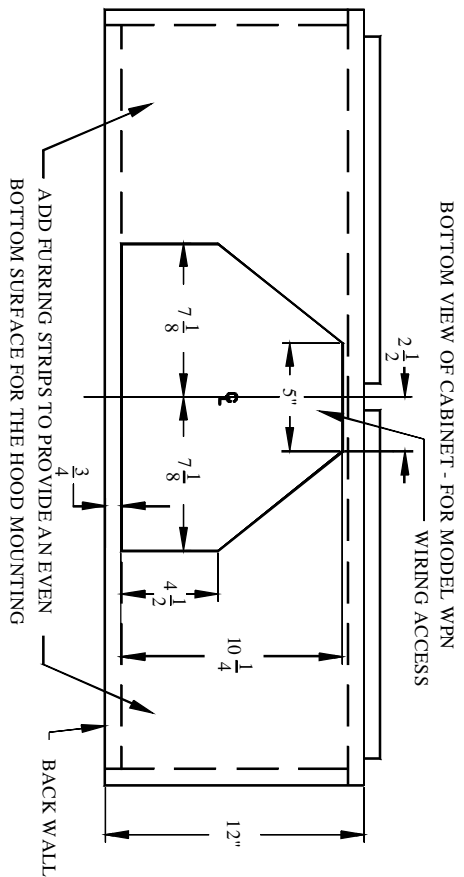 BOTTOM VIEW OF CABINET - FOR MODEL WPN
WIRING ACCESS
2 1/2
5"
7 1/8
CL
7 1/8
4 1/2
10 1/4
12"
3/4
ADD FURRING STRIPS TO PROVIDE AN EVEN
BOTTOM SURFACE FOR THE HOOD MOUNTING
BACK WALL